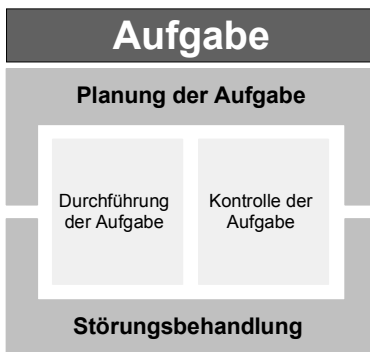 Aufgabe
Planung der Aufgabe
Durchführung
der Aufgabe
Kontrolle der
Aufgabe
Störungsbehandlung